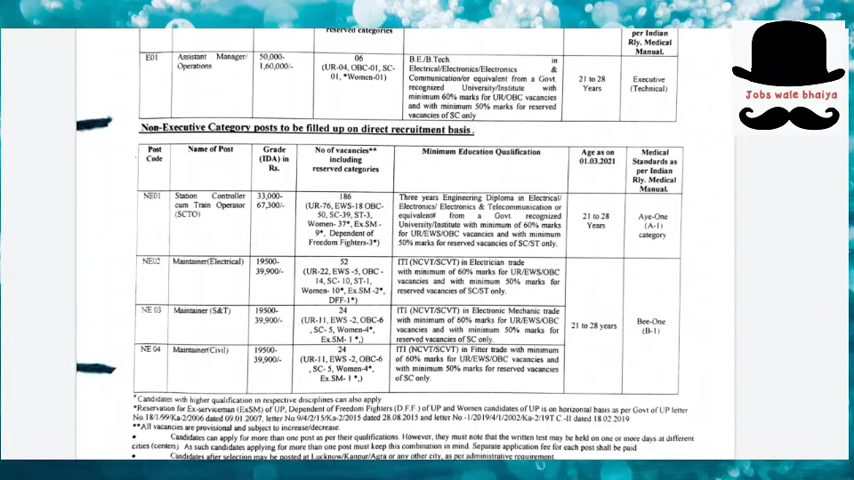 reserved categories
per Indian
Rly. Medical
Manual.
E01
Assistant Manager/
Operations
50,000-
1,60,000/-
06
(UR-04, OBC-01, SC-
01, *Women-01)
B.E/B.Tech. in
Electrical/Electronics/Electronics &
Communication/or equivalent from a Govt.
recognized University/Institute with
minimum 60% marks for UR/OBC vacancies
and with minimum 50% marks for reserved
vacancies of SC only
21 to 28
Years
Executive
(Technical)
Jobs wale bhaiya
Non-Executive Category posts to be filled up on direct recruitment basis.
Post
Code
Name of Post
Grade
(IDA) in
Rs.
No of vacancies**
including
reserved categories
Minimum Education Qualification
Age as on
01.03.2021
Medical
Standards as
per Indian
Rly. Medical
Manual.
NE01
Station Controller
cum Train Operator
(SCTO)
33,000-
67,300/-
186
(UR-76, EWS-18 OBC-
50, SC-39, ST-3,
Women- 37*, Ex.SM -
9*, Dependent of
Freedom Fighters-3*)
Three years Engineering Diploma in Electrical/
Electronics/ Electronics & Telecommunication or
equivalent# from a Govt. recognized
University/Institute with minimum of 60% marks
for UR/EWS/OBC vacancies and with minimum
50% marks for reserved vacancies of SC/ST only.
21 to 28
Years
Aye-One
(A-1)
category
NE02
Maintainer(Electrical)
19500-
39,900/-
52
(UR-22, EWS -5, OBC -
14, SC- 10, ST-1,
Women- 10*, Ex.SM -2*,
DFF-1*)
ITI (NCVT/SCVT) in Electrician trade
with minimum of 60% marks for UR/EWS/OBC
vacancies and with minimum 50% marks for
reserved vacancies of SC/ST only.
NE 03
Maintainer (S&T)
19500-
39,900/-
24
(UR-11, EWS -2, OBC-6
, SC- 5, Women-4*,
Ex.SM- 1 *,)
ITI (NCVT/SCVT) in Electronic Mechanic trade
with minimum of 60% marks for UR/EWS/OBC
vacancies and with minimum 50% marks for
reserved vacancies of SC only.
21 to 28 years
Bee-One
(B-1)
NE 04
Maintainer(Civil)
19500-
39,900/-
24
(UR-11, EWS -2, OBC-6
, SC- 5, Women-4*,
Ex.SM- 1 *,)
ITI (NCVT/SCVT) in Fitter trade with minimum
of 60% marks for UR/EWS/OBC vacancies and
with minimum 50% marks for reserved vacancies
of SC only.
#Candidates with higher qualification in respective disciplines can also apply
*Reservation for Ex-serviceman (ExSM) of UP, Dependent of Freedom Fighters (D.F.F.) of UP and Women candidates of UP is on horizontal basis as per Govt of UP letter
No.18/1/99/Ka-2/2006 dated 09.01.2007, letter No 9/4/2/15/Ka-2/2015 dated 28.08.2015 and letter No.-1/2019/4/1/2002/Ka-2/19T.C -II dated 18.02.2019
**All vacancies are provisional and subject to increase/decrease.
• Candidates can apply for more than one post as per their qualifications. However, they must note that the written test may be held on one or more days at different
cities (centers). As such candidates applying for more than one post must keep this combination in mind. Separate application fee for each post shall be paid.
• Candidates after selection may be posted at Lucknow/Kanpur/Agra or any other city, as per administrative requirement.